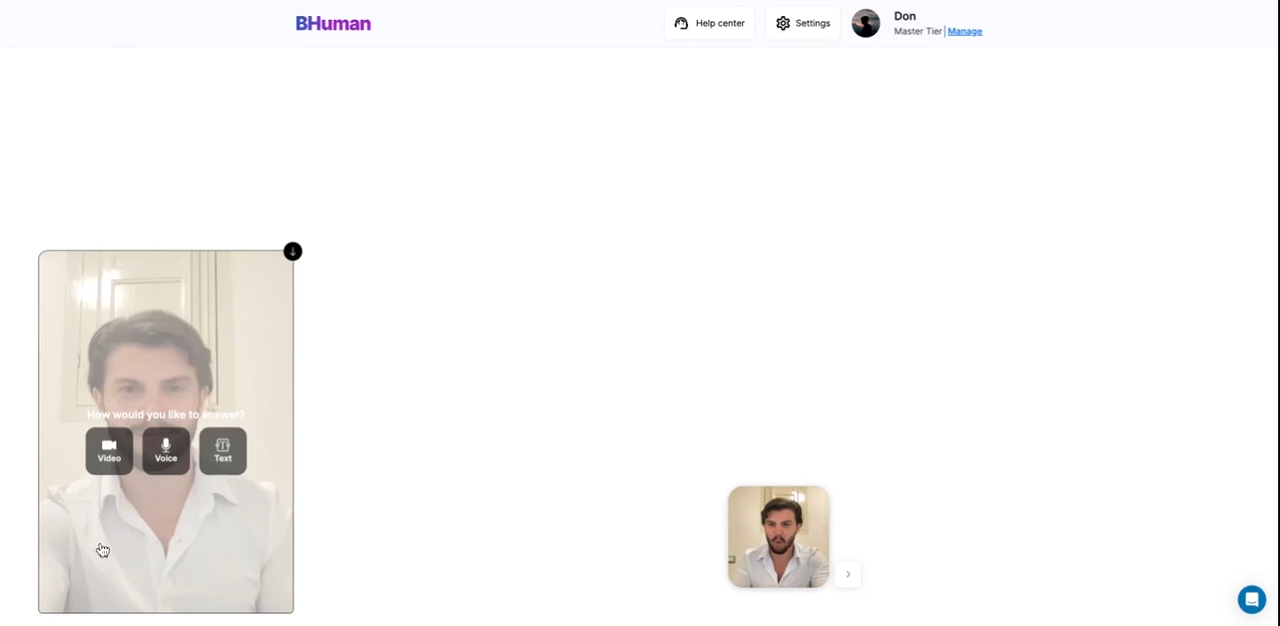 BHuman
Help center
Settings
Don
Master Tier | Manage
How would you like to answer?
Video
Voice
Text